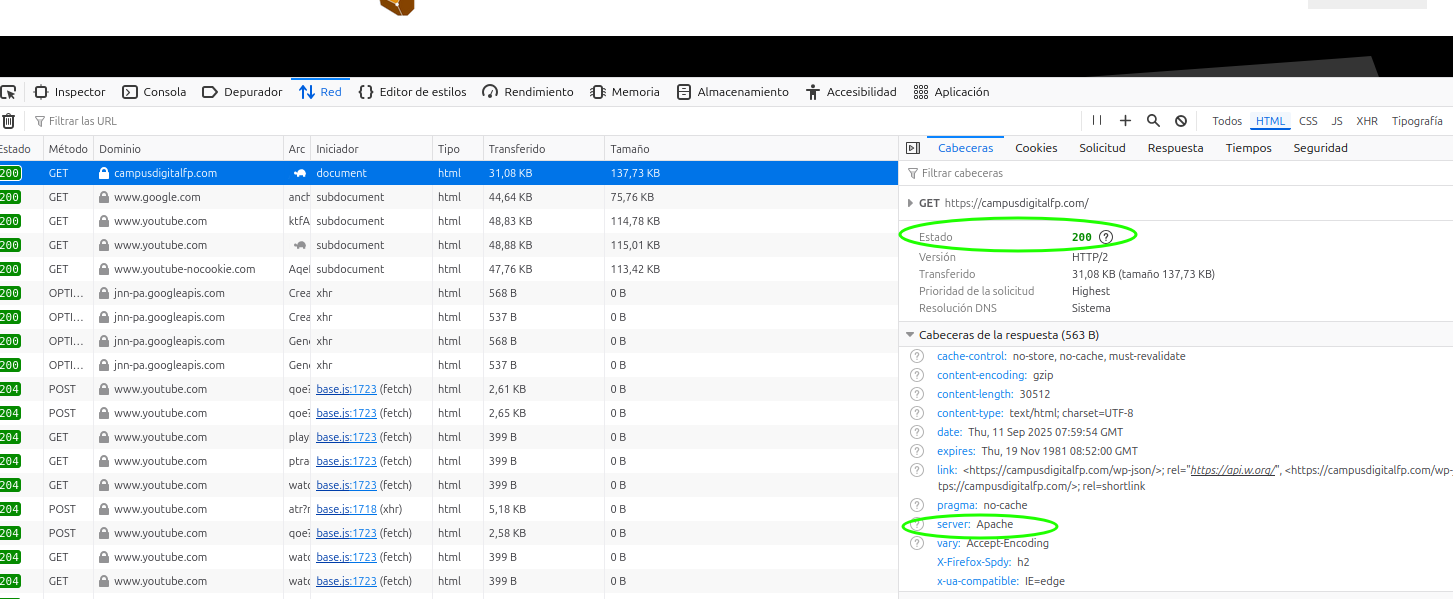 Inspector Consola Depurador Red Editor de estilos Rendimiento Memoria Almacenamiento Accesibilidad Aplicación
Filtrar las URL Todos HTML CSS JS XHR Tipografía
Estado Método Dominio Arc Iniciador Tipo Transferido Tamaño
200 GET campusdigitalfp.com document html 31,08 KB 137,73 KB
200 GET www.google.com anch subdocument html 44,64 KB 75,76 KB
200 GET www.youtube.com ktfA subdocument html 48,83 KB 114,78 KB
200 GET www.youtube.com subdocument html 48,88 KB 115,01 KB
200 GET www.youtube-nocookie.com Aqel subdocument html 47,76 KB 113,42 KB
200 OPTI... jnn-pa.googleapis.com Crea xhr html 568 B 0 B
200 OPTI... jnn-pa.googleapis.com Crea xhr html 537 B 0 B
200 OPTI... jnn-pa.googleapis.com Gene xhr html 568 B 0 B
200 OPTI... jnn-pa.googleapis.com Gene xhr html 537 B 0 B
204 POST www.youtube.com qoe? base.js:1723 (fetch) html 2,61 KB 0 B
204 POST www.youtube.com qoe? base.js:1723 (fetch) html 2,65 KB 0 B
204 GET www.youtube.com play base.js:1723 (fetch) html 399 B 0 B
204 GET www.youtube.com ptra base.js:1723 (fetch) html 399 B 0 B
204 GET www.youtube.com watc base.js:1723 (fetch) html 399 B 0 B
204 POST www.youtube.com atr?n base.js:1718 (xhr) html 5,18 KB 0 B
204 POST www.youtube.com qoe? base.js:1723 (fetch) html 2,58 KB 0 B
204 GET www.youtube.com watc base.js:1723 (fetch) html 399 B 0 B
204 GET www.youtube.com watc base.js:1723 (fetch) html 399 B 0 B
Cabeceras Cookies Solicitud Respuesta Tiempos Seguridad
Filtrar cabeceras
GET https://campusdigitalfp.com/
Estado 200
Versión HTTP/2
Transferido 31,08 KB (tamaño 137,73 KB)
Prioridad de la solicitud Highest
Resolución DNS Sistema
Cabeceras de la respuesta (563 B)
cache-control: no-store, no-cache, must-revalidate
content-encoding: gzip
content-length: 30512
content-type: text/html; charset=UTF-8
date: Thu, 11 Sep 2025 07:59:54 GMT
expires: Thu, 19 Nov 1981 08:52:00 GMT
link: <https://campusdigitalfp.com/wp-json/>; rel="https://api.w.org/", <https://campusdigitalfp.com/wp-
tps://campusdigitalfp.com/>; rel=shortlink
pragma: no-cache
server: Apache
vary: Accept-Encoding
X-Firefox-Spdy: h2
x-ua-compatible: IE=edge